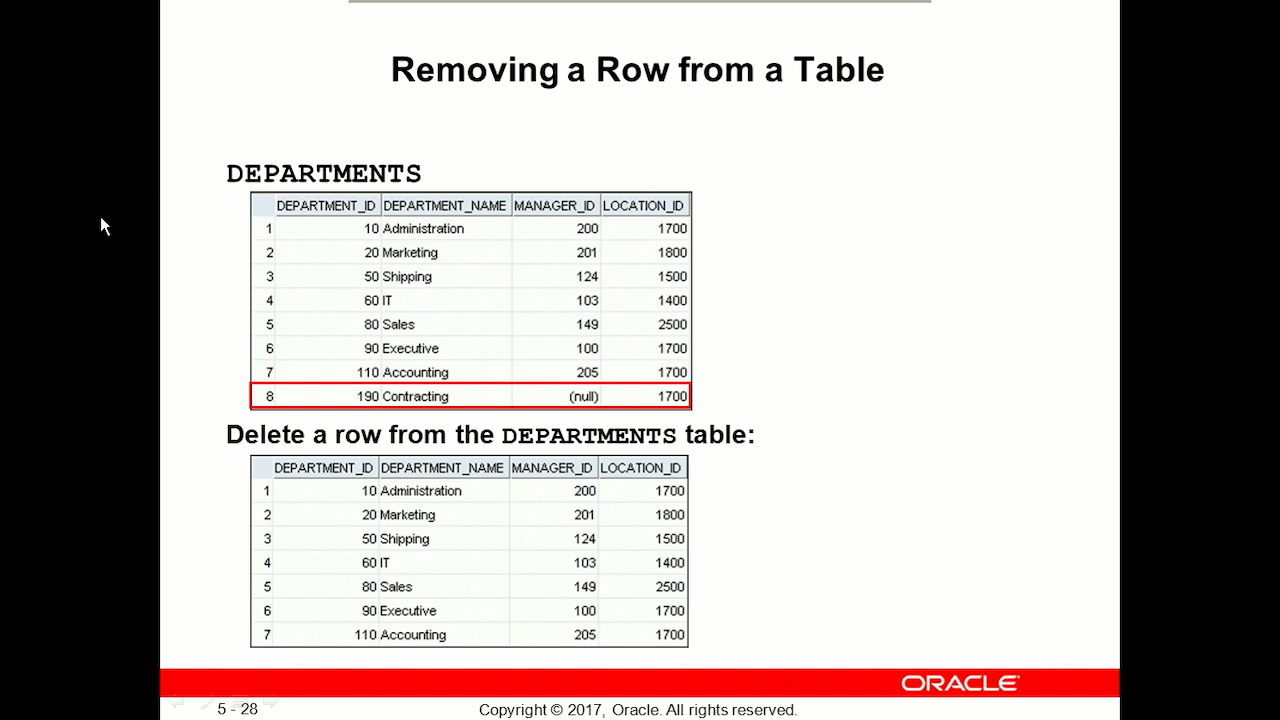 Removing a Row from a Table
DEPARTMENTS
DEPARTMENT_ID DEPARTMENT_NAME MANAGER_ID LOCATION_ID
1 10 Administration 200 1700
2 20 Marketing 201 1800
3 50 Shipping 124 1500
4 60 IT 103 1400
5 80 Sales 149 2500
6 90 Executive 100 1700
7 110 Accounting 205 1700
8 190 Contracting (null) 1700
Delete a row from the DEPARTMENTS table:
DEPARTMENT_ID DEPARTMENT_NAME MANAGER_ID LOCATION_ID
1 10 Administration 200 1700
2 20 Marketing 201 1800
3 50 Shipping 124 1500
4 60 IT 103 1400
5 80 Sales 149 2500
6 90 Executive 100 1700
7 110 Accounting 205 1700
ORACLE
5 - 28 Copyright © 2017, Oracle. All rights reserved.